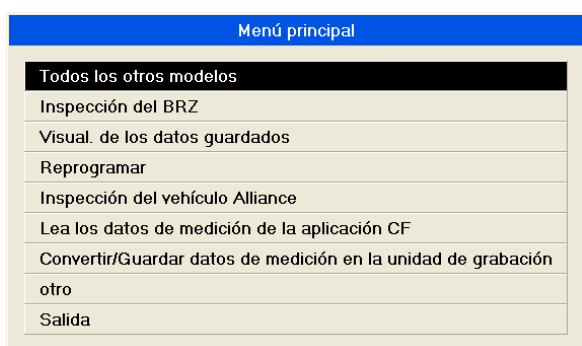 Menú principal
Todos los otros modelos
Inspección del BRZ
Visual. de los datos guardados
Reprogramar
Inspección del vehículo Alliance
Lea los datos de medición de la aplicación CF
Convertir/Guardar datos de medición en la unidad de grabación
otro
Salida